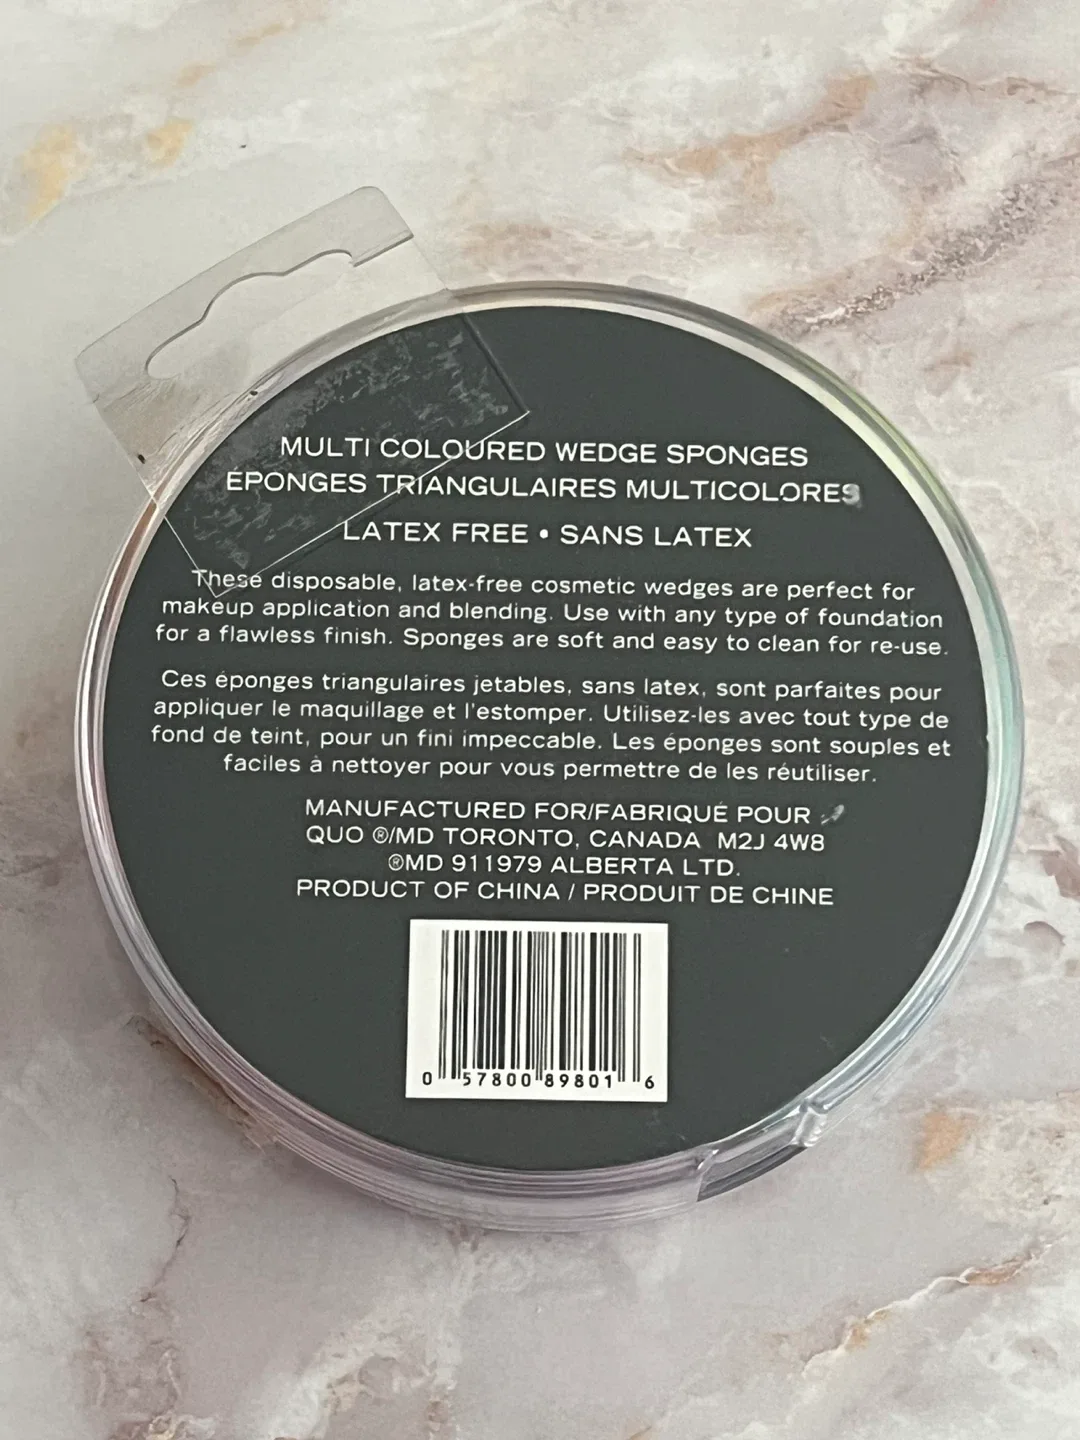 MULTI COLOURED WEDGE SPONGES
ÉPONGES TRIANGULAIRES MULTICOLORES
LATEX FREE • SANS LATEX
These disposable, latex-free cosmetic wedges are perfect for
makeup application and blending. Use with any type of foundation
for a flawless finish. Sponges are soft and easy to clean for re-use.
Ces éponges triangulaires jetables, sans latex, sont parfaites pour
appliquer le maquillage et l'estomper. Utilisez-les avec tout type de
fond de teint, pour un fini impeccable. Les éponges sont souples et
faciles à nettoyer pour vous permettre de les réutiliser.
MANUFACTURED FOR/FABRIQUÉ POUR
QUO ®/MD TORONTO, CANADA M2J 4W8
®MD 911979 ALBERTA LTD.
PRODUCT OF CHINA / PRODUIT DE CHINE
0 57800 89801 6